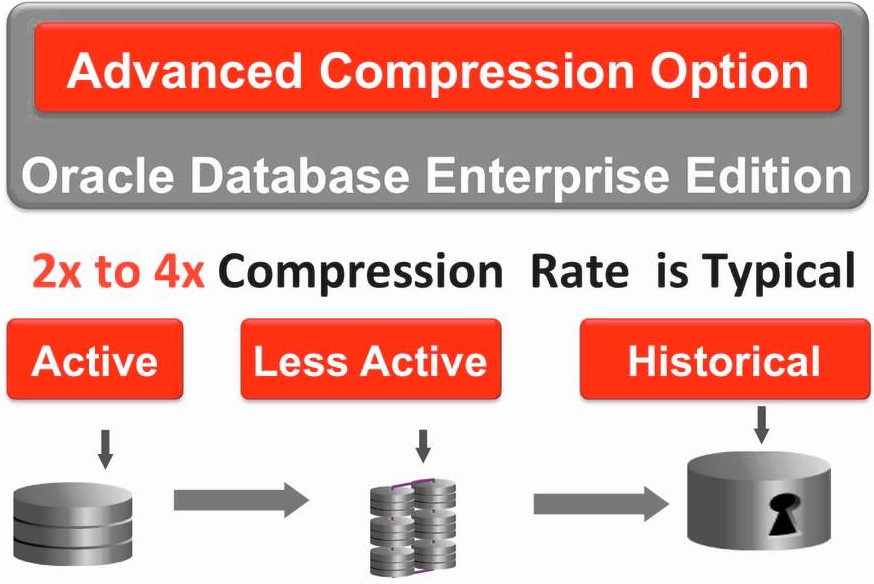 Advanced Compression Option
Oracle Database Enterprise Edition
2x to 4x Compression Rate is Typical
Active
Less Active
Historical